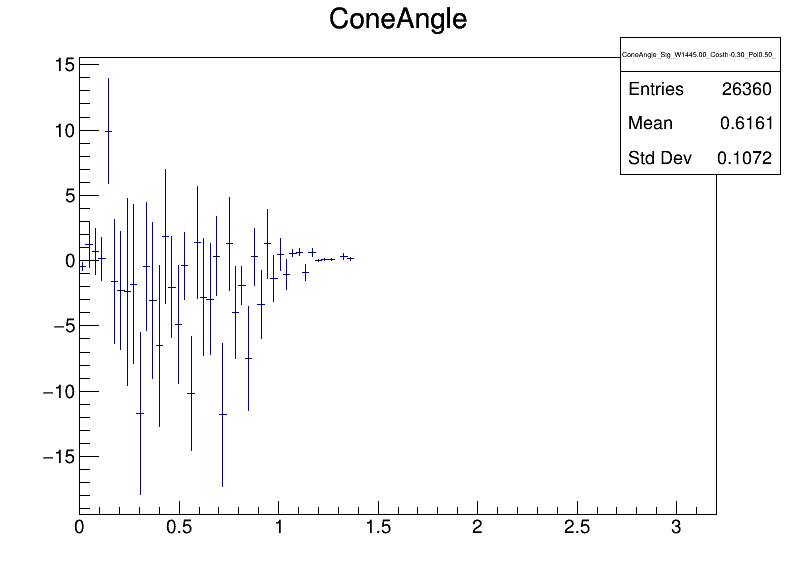 ConeAngle
ConeAngle_Sig_W1445.00_Costh-0.30_Pol0.50_
Entries 26360
Mean 0.6161
Std Dev 0.1072
15
10
5
0
−5
−10
−15
0 0.5 1 1.5 2 2.5 3